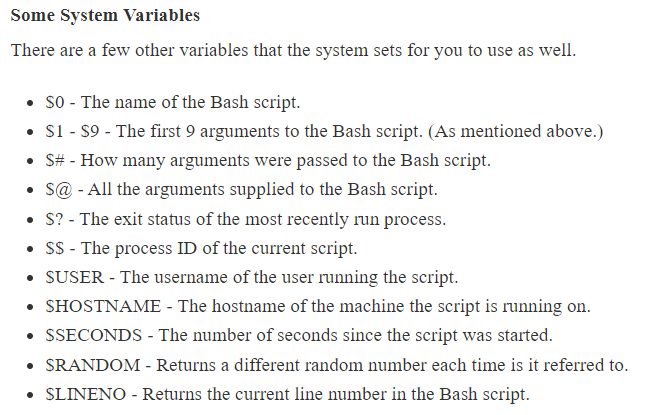 Some System Variables
There are a few other variables that the system sets for you to use as well.
• $0 - The name of the Bash script.
• $1 - $9 - The first 9 arguments to the Bash script. (As mentioned above.)
• $# - How many arguments were passed to the Bash script.
• $@ - All the arguments supplied to the Bash script.
• $? - The exit status of the most recently run process.
• $$ - The process ID of the current script.
• $USER - The username of the user running the script.
• $HOSTNAME - The hostname of the machine the script is running on.
• $SECONDS - The number of seconds since the script was started.
• $RANDOM - Returns a different random number each time is it referred to.
• $LINENO - Returns the current line number in the Bash script.